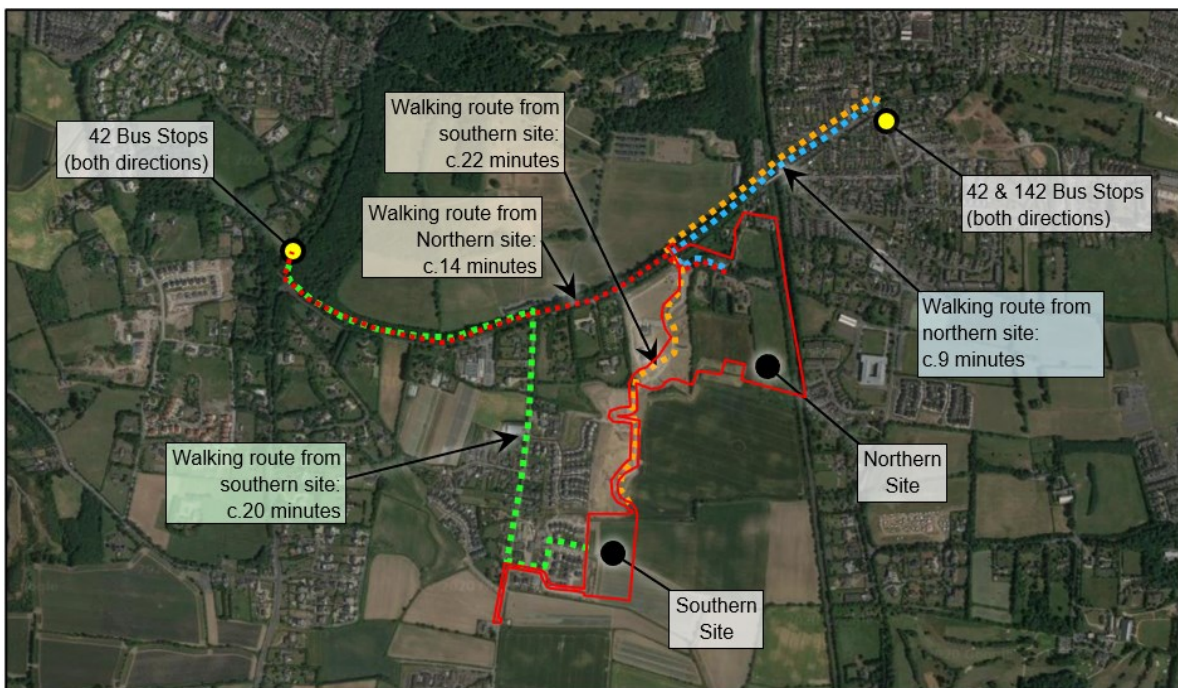 Walking route from
southern site:
c.22 minutes
42 Bus Stops
(both directions)
42 & 142 Bus Stops
(both directions)
Walking route from
Northern site:
c.14 minutes
Walking route from
northern site:
c.9 minutes
Walking route from
southern site:
c.20 minutes
Northern
Site
Southern
Site